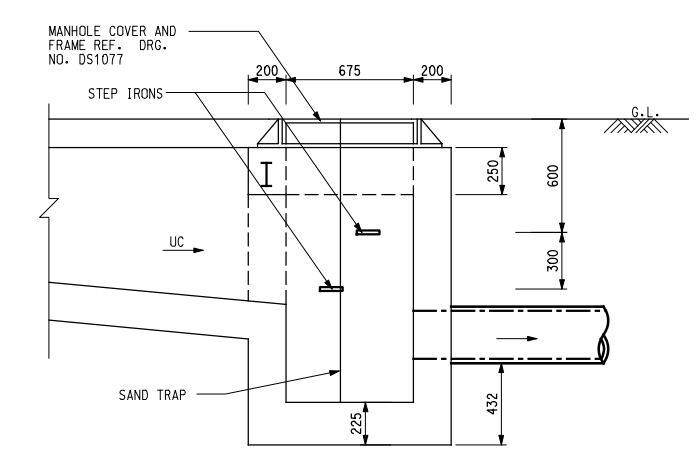 MANHOLE COVER AND
FRAME REF. DRG.
NO. DS1077
200
675
200
STEP IRONS
G.L.
I
250
600
300
UC
SAND TRAP
225
432